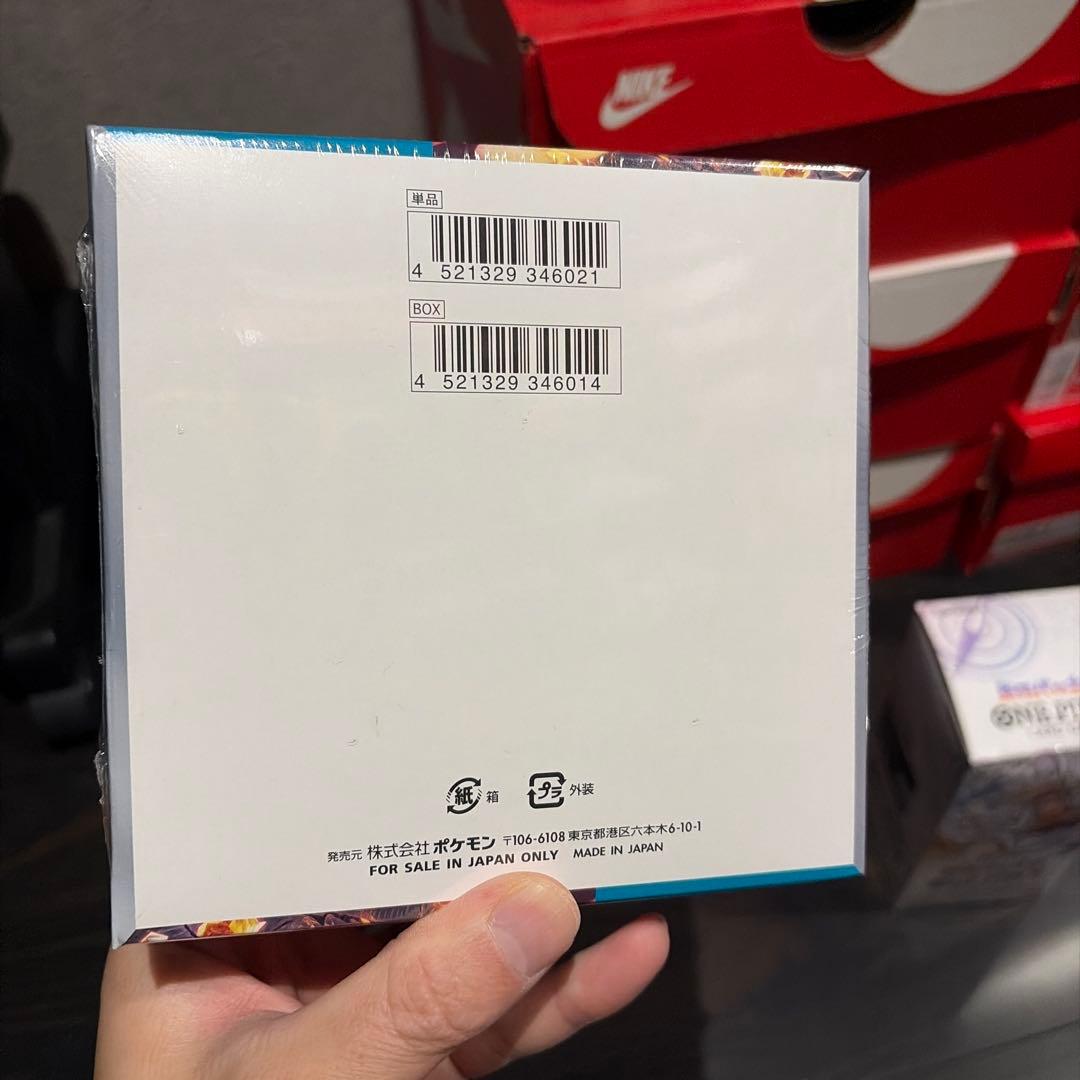 NIKE
単品
4 521329 346021
BOX
4 521329 346014
紙 箱 プラ 外装
発売元 株式会社 ポケモン 〒106-6108 東京都港区六本木6-10-1
FOR SALE IN JAPAN ONLY MADE IN JAPAN